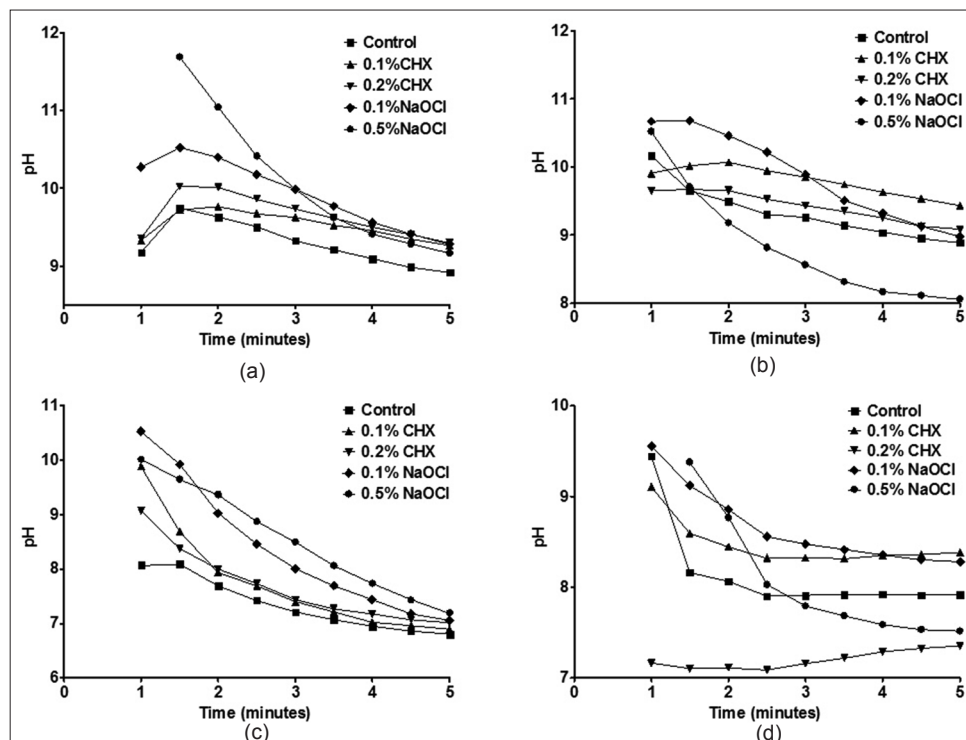 12
11
10
9
pH
0
1
2
3
4
5
Time (minutes)
Control
0.1%CHX
0.2%CHX
0.1%NaOCl
0.5%NaOCl
(a)
12
11
10
9
8
pH
0
1
2
3
4
5
Time (minutes)
Control
0.1% CHX
0.2% CHX
0.1% NaOCl
0.5% NaOCl
(b)
11
10
9
8
7
6
pH
0
1
2
3
4
5
Time (minutes)
Control
0.1% CHX
0.2% CHX
0.1% NaOCl
0.5% NaOCl
(c)
10
9
8
7
pH
0
1
2
3
4
5
Time (minutes)
Control
0.1% CHX
0.2% CHX
0.1% NaOCl
0.5% NaOCl
(d)